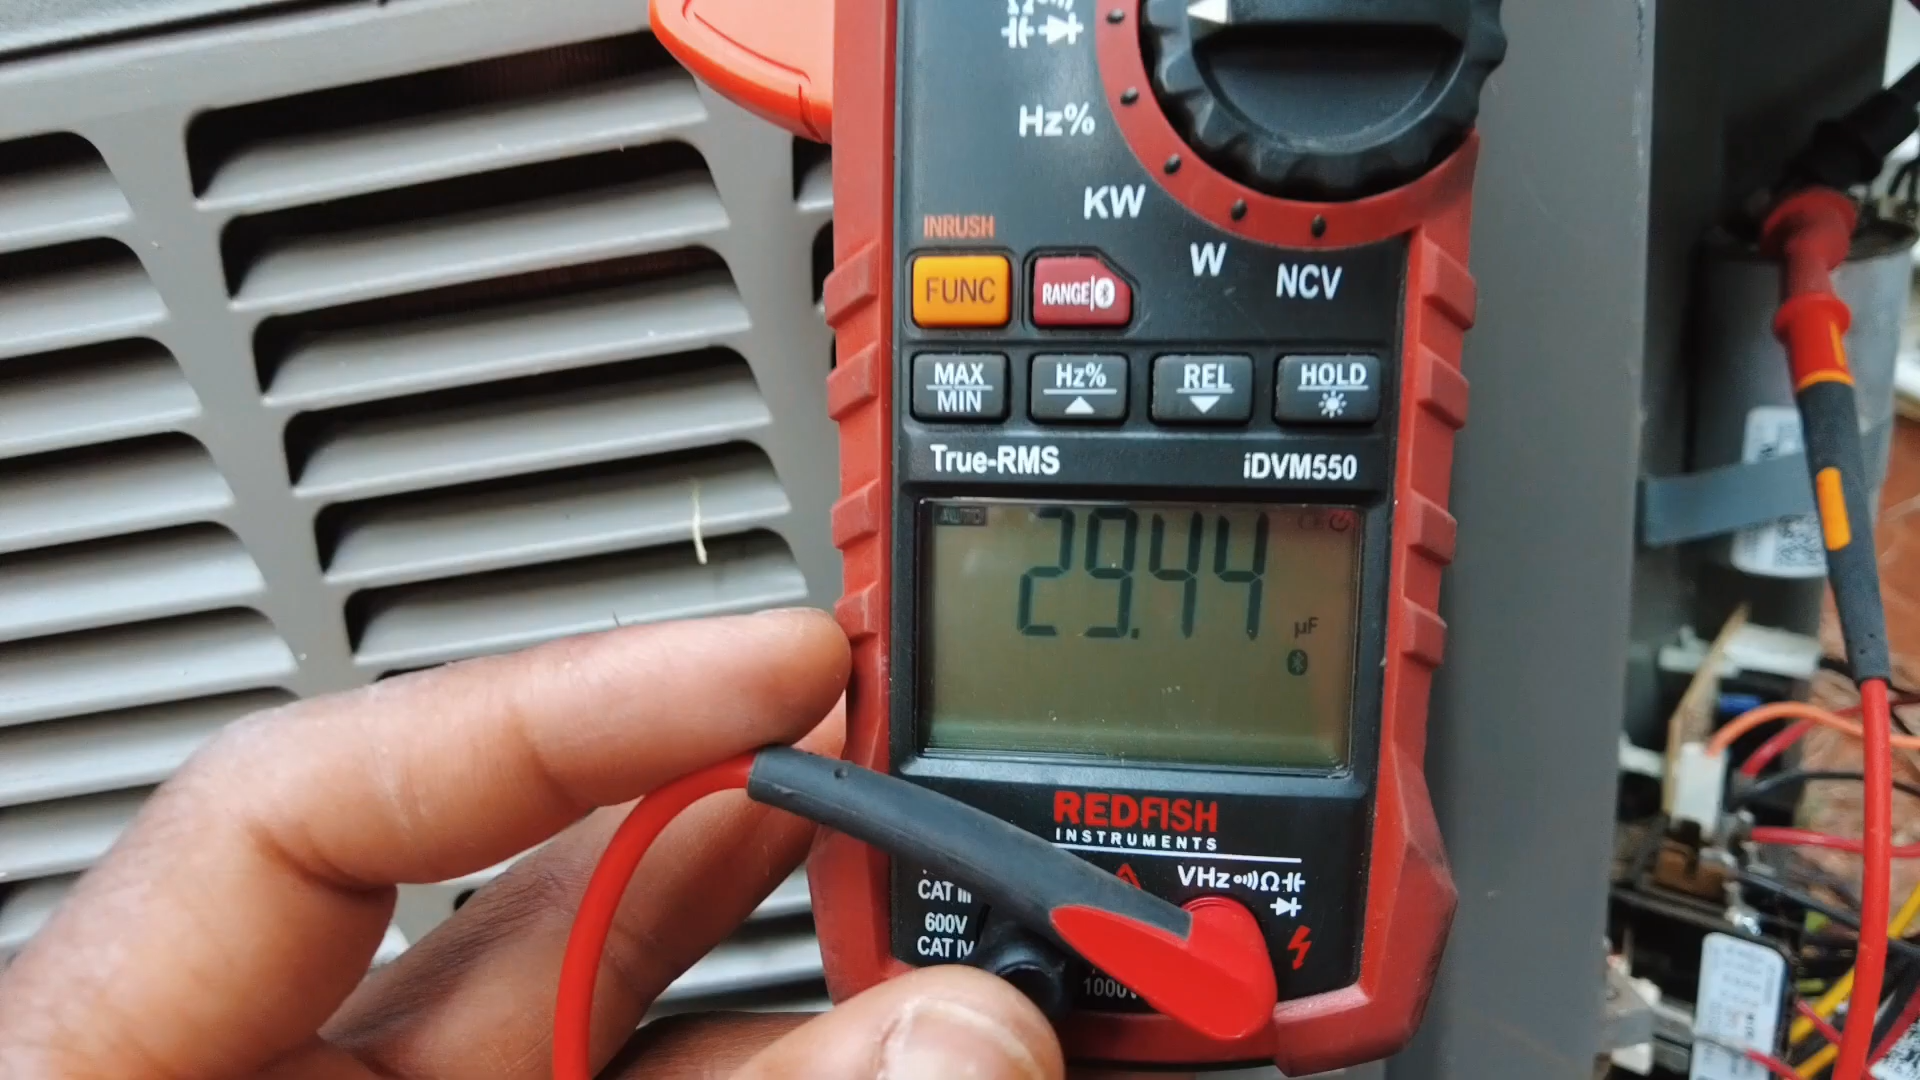 Hz%
KW
W
NCV
INRUSH
FUNC
RANGE
MAX
MIN
Hz%
REL
HOLD
True-RMS
iDVM550
AUTO
29.44
µF
REDFISH
INSTRUMENTS
VHz Ω
CAT III
600V
CAT IV
1000V